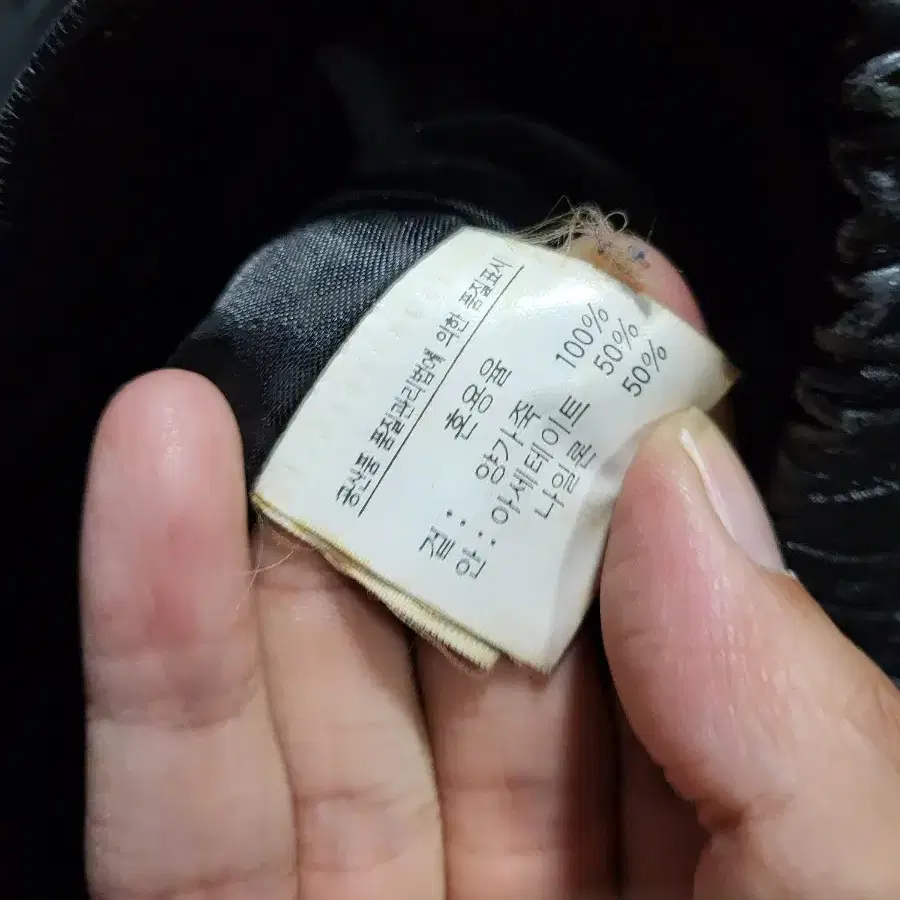 공산품 품질관리법에 의한 품질표시
혼용율
겉 : 양가죽 100%
안 : 아세테이트 50%
나일론 50%